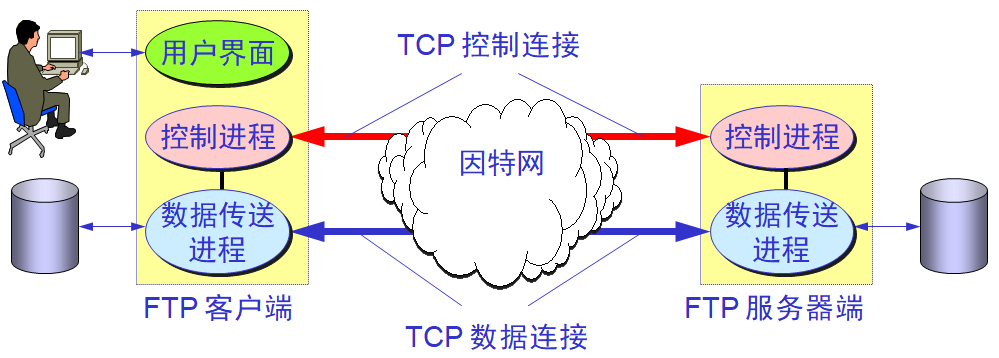 TCP 控制连接
用户界面
控制进程
因特网
控制进程
数据传送
进程
数据传送
进程
FTP 客户端
FTP 服务器端
TCP 数据连接